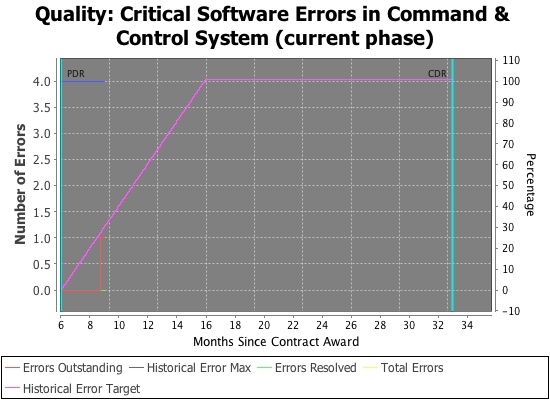 Quality: Critical Software Errors in Command &
Control System (current phase)
Number of Errors
4.0
3.5
3.0
2.5
2.0
1.5
1.0
0.5
0.0
PDR
CDR
110
100
90
80
70
60
50
40
30
20
10
0
-10
Percentage
6 8 10 12 14 16 18 20 22 24 26 28 30 32 34
Months Since Contract Award
Errors Outstanding Historical Error Max Errors Resolved Total Errors
Historical Error Target